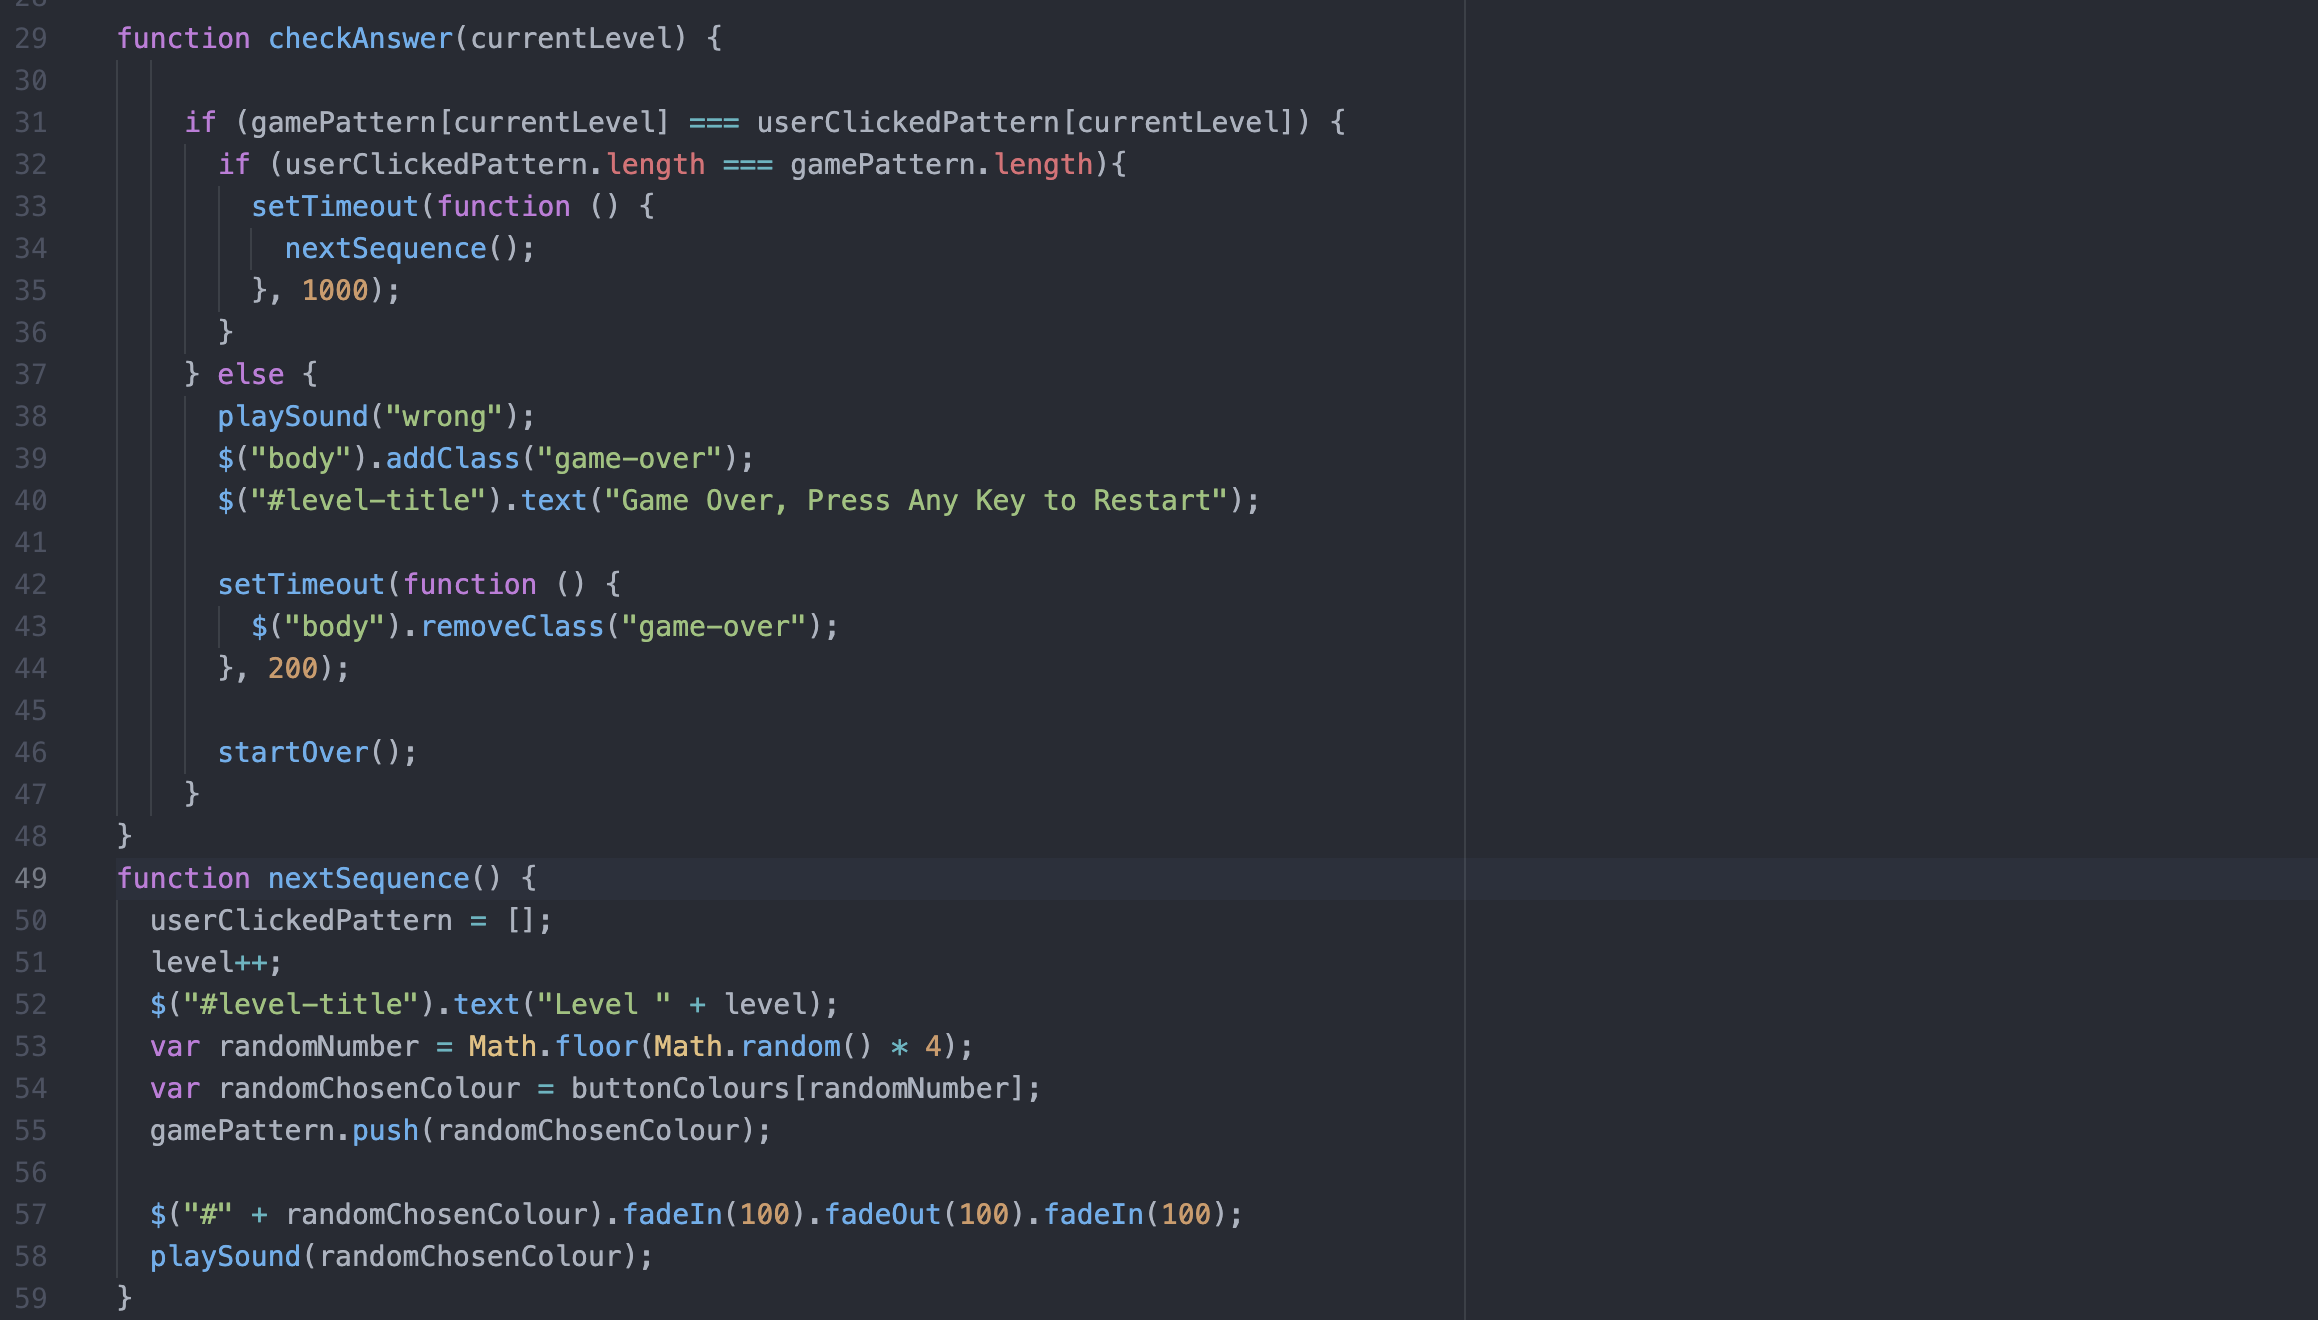 29 function checkAnswer(currentLevel) {
30
31 if (gamePattern[currentLevel] === userClickedPattern[currentLevel]) {
32 if (userClickedPattern.length === gamePattern.length){
33 setTimeout(function () {
34 nextSequence();
35 }, 1000);
36 }
37 } else {
38 playSound("wrong");
39 $("body").addClass("game-over");
40 $("#level-title").text("Game Over, Press Any Key to Restart");
41
42 setTimeout(function () {
43 $("body").removeClass("game-over");
44 }, 200);
45
46 startOver();
47 }
48 }
49 function nextSequence() {
50 userClickedPattern = [];
51 level++;
52 $("#level-title").text("Level " + level);
53 var randomNumber = Math.floor(Math.random() * 4);
54 var randomChosenColour = buttonColours[randomNumber];
55 gamePattern.push(randomChosenColour);
56
57 $("#" + randomChosenColour).fadeIn(100).fadeOut(100).fadeIn(100);
58 playSound(randomChosenColour);
59 }